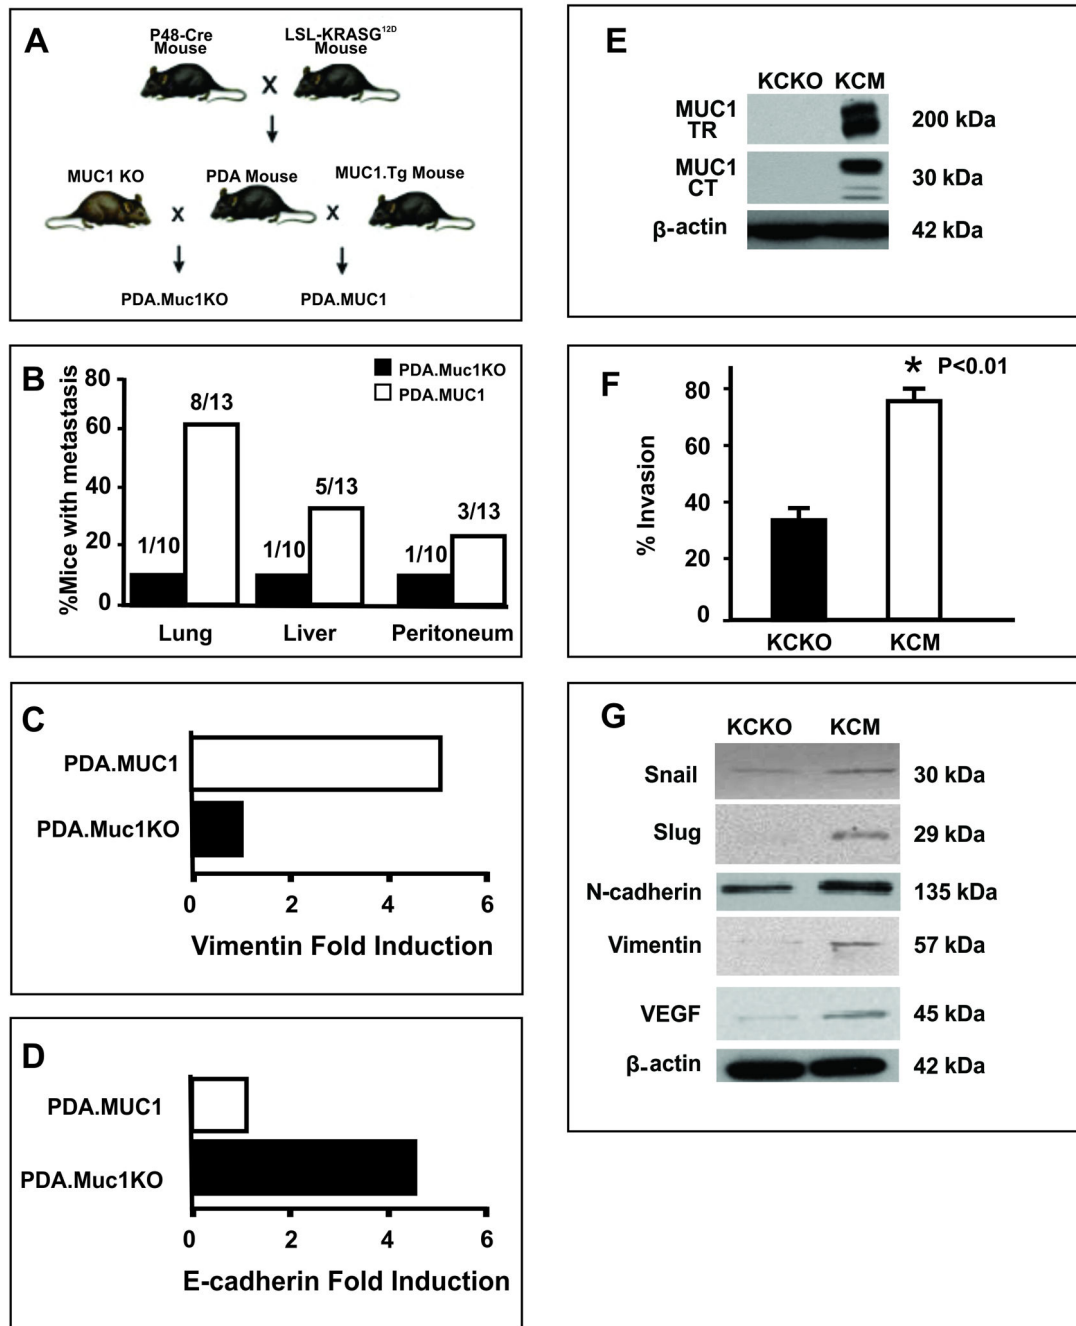 A
P48-Cre
Mouse
LSL-KRASG12D
Mouse
X
MUC1 KO
PDA Mouse
MUC1.Tg Mouse
X
X
PDA.Muc1KO
PDA.MUC1
B
PDA.Muc1KO
PDA.MUC1
%Mice with metastasis
80
60
40
20
0
1/10
8/13
1/10
5/13
1/10
3/13
Lung
Liver
Peritoneum
C
PDA.MUC1
PDA.Muc1KO
0
2
4
6
Vimentin Fold Induction
D
PDA.MUC1
PDA.Muc1KO
0
2
4
6
E-cadherin Fold Induction
E
KCKO
KCM
MUC1
TR
200 kDa
MUC1
CT
30 kDa
β-actin
42 kDa
F
* P<0.01
% Invasion
80
60
40
20
0
KCKO
KCM
G
KCKO
KCM
Snail
30 kDa
Slug
29 kDa
N-cadherin
135 kDa
Vimentin
57 kDa
VEGF
45 kDa
β-actin
42 kDa